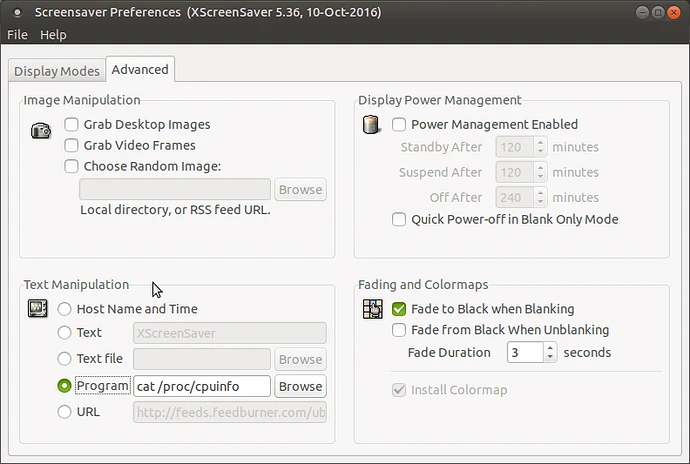 Screensaver Preferences (XScreenSaver 5.36, 10-Oct-2016)
File Help
Display Modes Advanced
Image Manipulation
Grab Desktop Images
Grab Video Frames
Choose Random Image:
Browse
Local directory, or RSS feed URL.
Display Power Management
Power Management Enabled
Standby After 120 minutes
Suspend After 120 minutes
Off After 240 minutes
Quick Power-off in Blank Only Mode
Text Manipulation
Host Name and Time
Text XScreenSaver
Text file Browse
Program cat /proc/cpuinfo Browse
URL http://feeds.feedburner.com/ub
Fading and Colormaps
Fade to Black when Blanking
Fade from Black When Unblanking
Fade Duration 3 seconds
Install Colormap